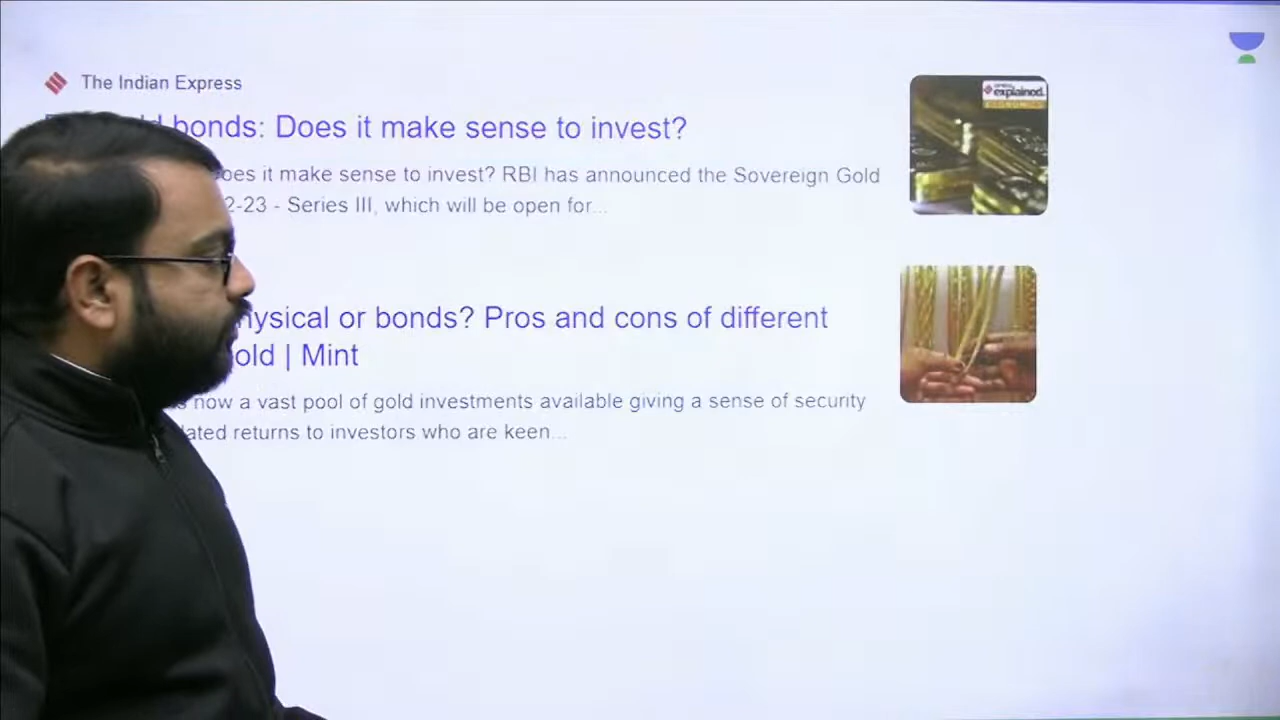 The Indian Express
bonds: Does it make sense to invest?
explained.
ECONOMICS
oes it make sense to invest? RBI has announced the Sovereign Gold
2-23 - Series III, which will be open for...
hysical or bonds? Pros and cons of different
old | Mint
now a vast pool of gold investments available giving a sense of security
lated returns to investors who are keen...